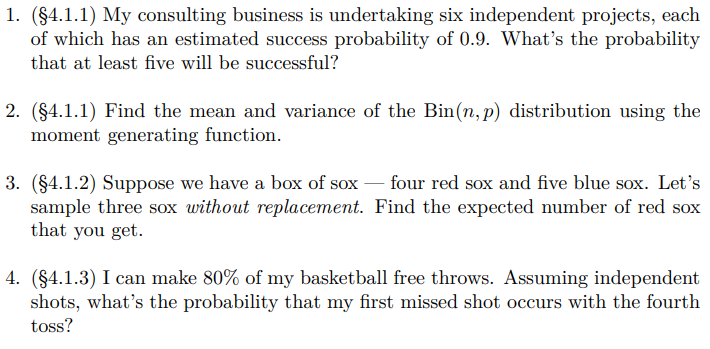 1. (§4.1.1) My consulting business is undertaking six independent projects, each
of which has an estimated success probability of 0.9. What's the probability
that at least five will be successful?
2. (§4.1.1) Find the mean and variance of the Bin(n, p) distribution using the
moment generating function.
3. (§4.1.2) Suppose we have a box of sox — four red sox and five blue sox. Let's
sample three sox without replacement. Find the expected number of red sox
that you get.
4. (§4.1.3) I can make 80% of my basketball free throws. Assuming independent
shots, what's the probability that my first missed shot occurs with the fourth
toss?